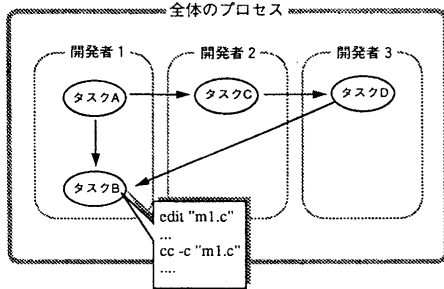 全体のプロセス
開発者 1
開発者 2
開発者 3
タスクA
タスクC
タスクD
タスクB
edit "m1.c"
...
cc -c "m1.c"
....